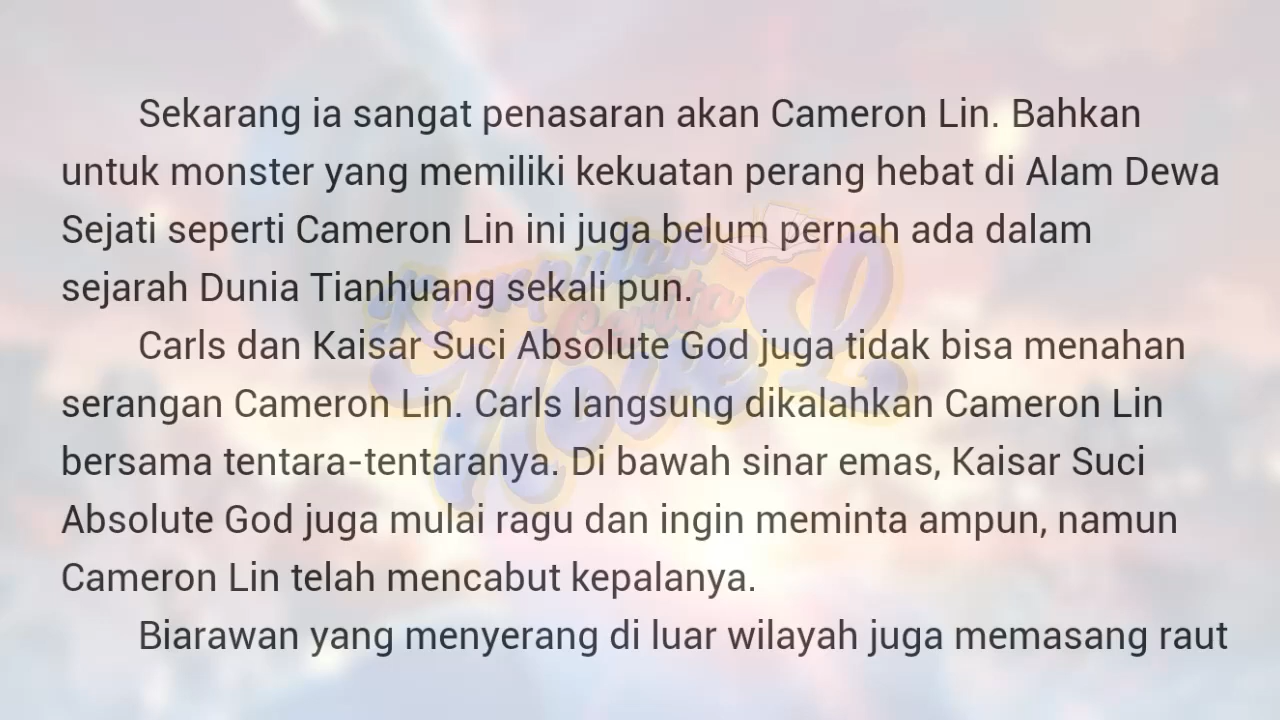 Sekarang ia sangat penasaran akan Cameron Lin. Bahkan
untuk monster yang memiliki kekuatan perang hebat di Alam Dewa
Sejati seperti Cameron Lin ini juga belum pernah ada dalam
sejarah Dunia Tianhuang sekali pun.
Carls dan Kaisar Suci Absolute God juga tidak bisa menahan
serangan Cameron Lin. Carls langsung dikalahkan Cameron Lin
bersama tentara-tentaranya. Di bawah sinar emas, Kaisar Suci
Absolute God juga mulai ragu dan ingin meminta ampun, namun
Cameron Lin telah mencabut kepalanya.
Biarawan yang menyerang di luar wilayah juga memasang raut
Kumpulan
Cerita
Novel